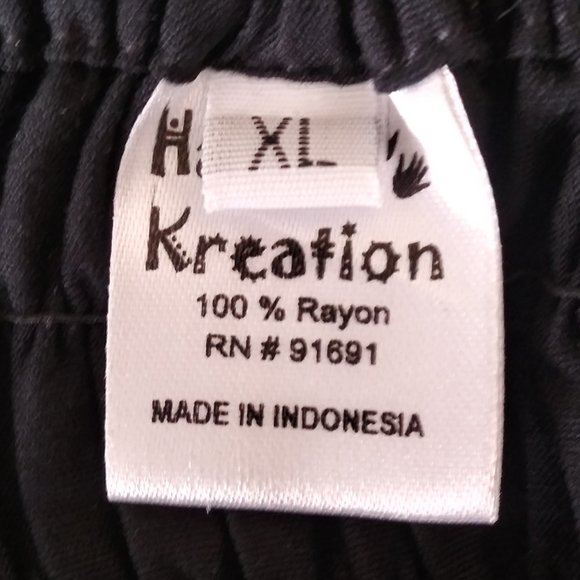 XL
Kreation
100 % Rayon
RN # 91691
MADE IN INDONESIA